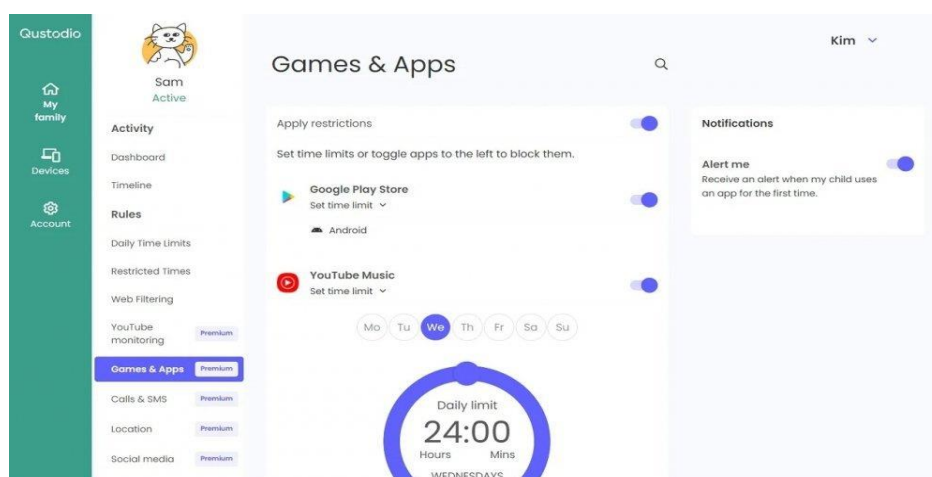 Qustodio
My
family
Devices
Account
Sam
Active
Activity
Dashboard
Timeline
Rules
Daily Time Limits
Restricted Times
Web Filtering
YouTube
monitoring
Premium
Games & Apps Premium
Calls & SMS Premium
Location Premium
Social media Premium
Kim
Games & Apps
Apply restrictions
Set time limits or toggle apps to the left to block them.
Google Play Store
Set time limit
Android
YouTube Music
Set time limit
Mo Tu We Th Fr Sa Su
Daily limit
24:00
Hours Mins
WEDNESDAYS
Notifications
Alert me
Receive an alert when my child uses
an app for the first time.